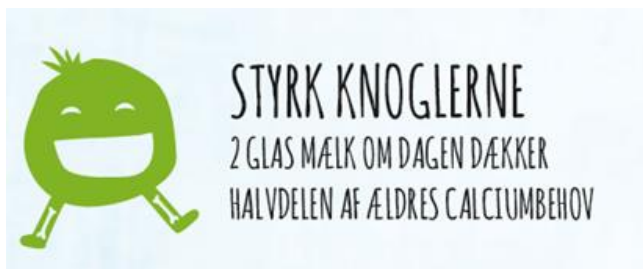 STYRK KNOGLERNE
2 GLAS MÆLK OM DAGEN DÆKKER
HALVDELEN AF ÆLDRES CALCIUMBEHOV